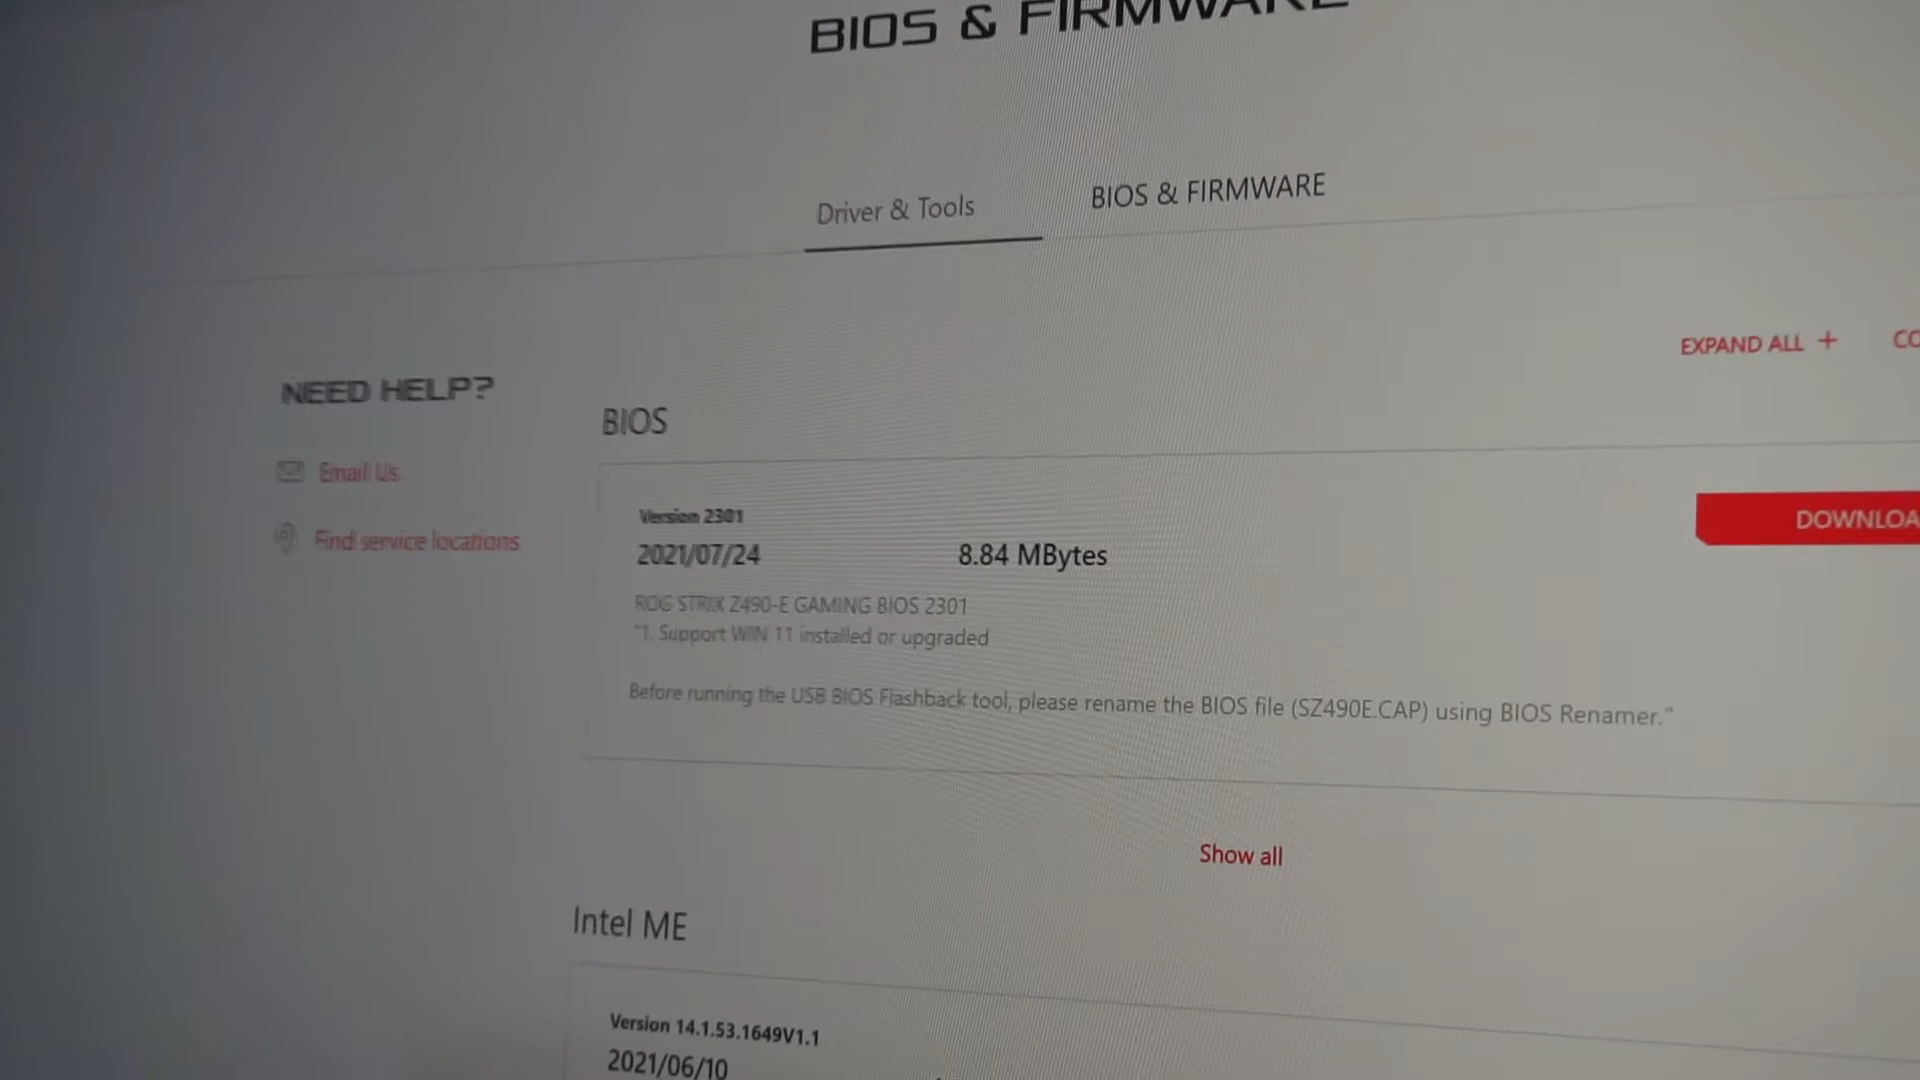 BIOS & FIRMWARE
Driver & Tools
BIOS & FIRMWARE
EXPAND ALL +
CO
NEED HELP?
Email Us
Find service locations
BIOS
Version 2301
2021/07/24
8.84 MBytes
DOWNLOA
ROG STRIX Z490-E GAMING BIOS 2301
"1. Support WIN 11 installed or upgraded
Before running the USB BIOS Flashback tool, please rename the BIOS file (SZ490E.CAP) using BIOS Renamer."
Show all
Intel ME
Version 14.1.53.1649V1.1
2021/06/10